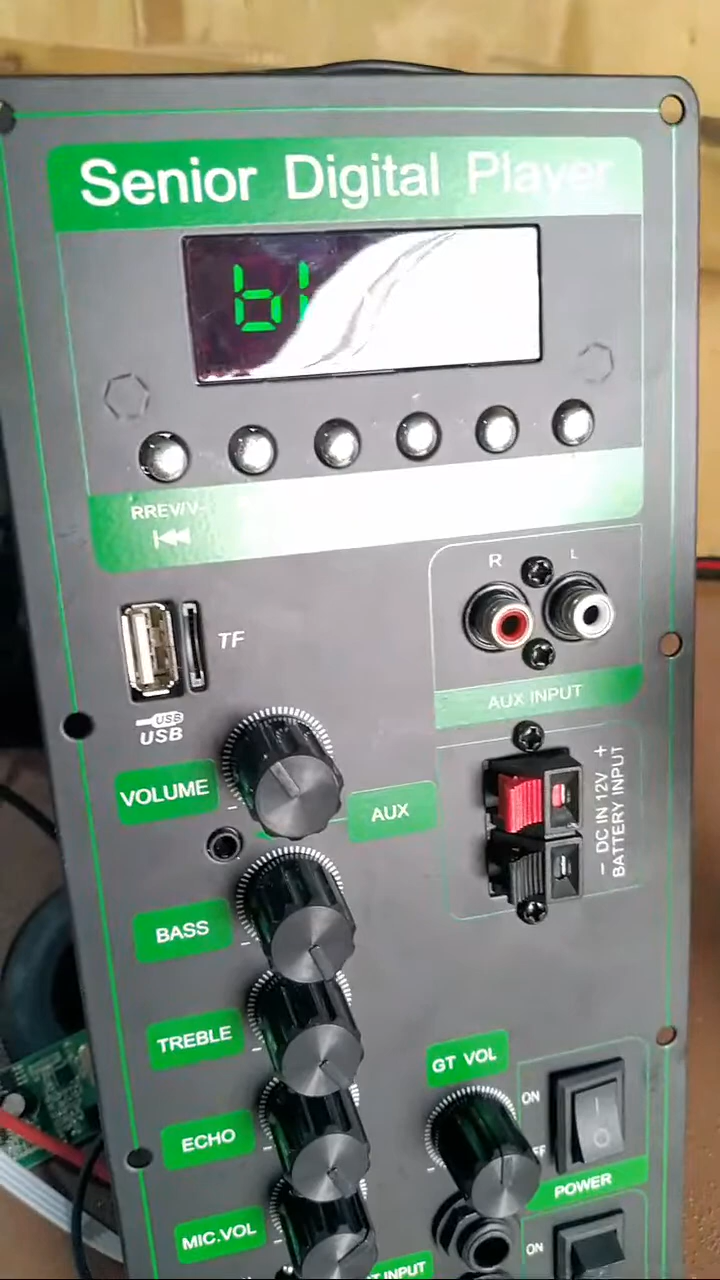 Senior Digital Player
bl
RREV/V-
R L
TF
AUX INPUT
USB
USB
VOLUME
AUX
- DC IN 12V +
BATTERY INPUT
BASS
TREBLE
GT VOL
ON
ECHO
POWER
MIC.VOL
ON
INPUT